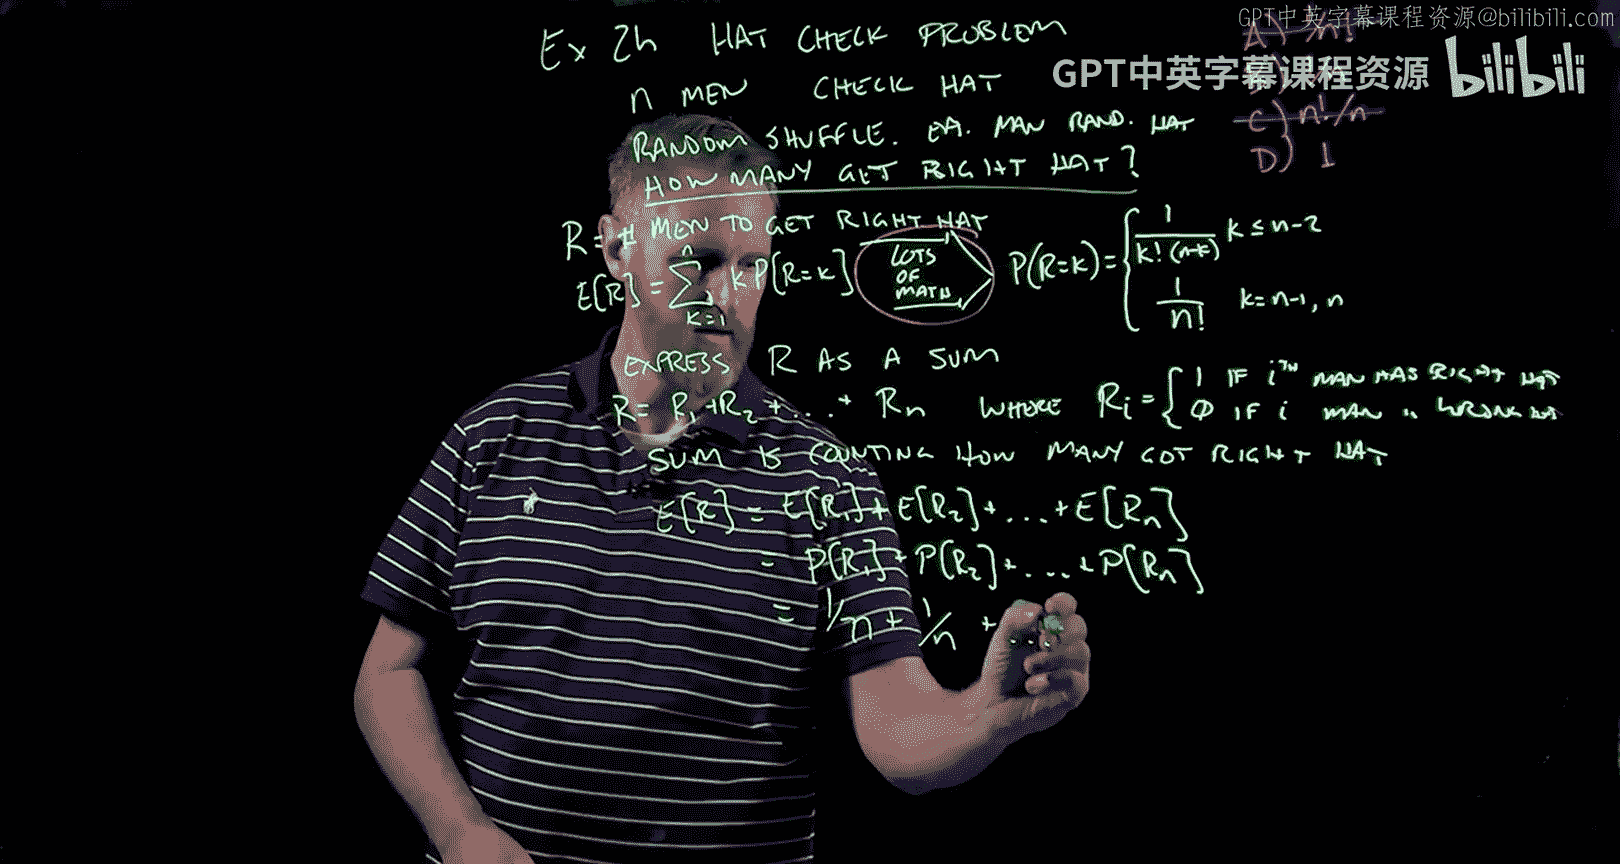 GPT中英字幕课程资源@bilibili.com
GPT中英字幕课程资源 bilibili
Ex 2h HAT CHECK PROBLEM
n MEN CHECK HAT
RANDOM SHUFFLE. EA. MAN RAND. HAT
HOW MANY GET RIGHT HAT?
A) n!
C) n!/n
D) 1
R = # MEN TO GET RIGHT HAT
E[R] = ∑ₖ₌₁ⁿ k P[R=k] LOTS OF MATH P(R=k) = { 1/(k!(n-k)) k ≤ n-2
1/n! k = n-1, n
EXPRESS R AS A SUM
R = R₁ + R₂ + ... + Rₙ WHERE Rᵢ = { 1 IF iᵀᴴ MAN HAS RIGHT HAT
0 IF i MAN " WRONG HAT
SUM IS COUNTING HOW MANY GOT RIGHT HAT
E[R] = E[R₁] + E[R₂] + ... + E[Rₙ]
= P[R₁] + P[R₂] + ... + P[Rₙ]
= 1/n + 1/n + ...